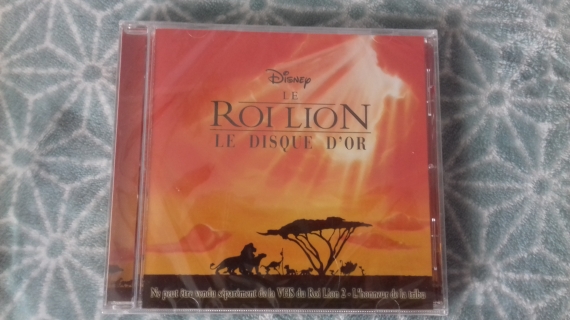 Disney
LE
ROI LION
LE DISQUE D'OR
Ne peut être vendu séparément de la VHS du Roi Lion 2 - L'honneur de la tribu